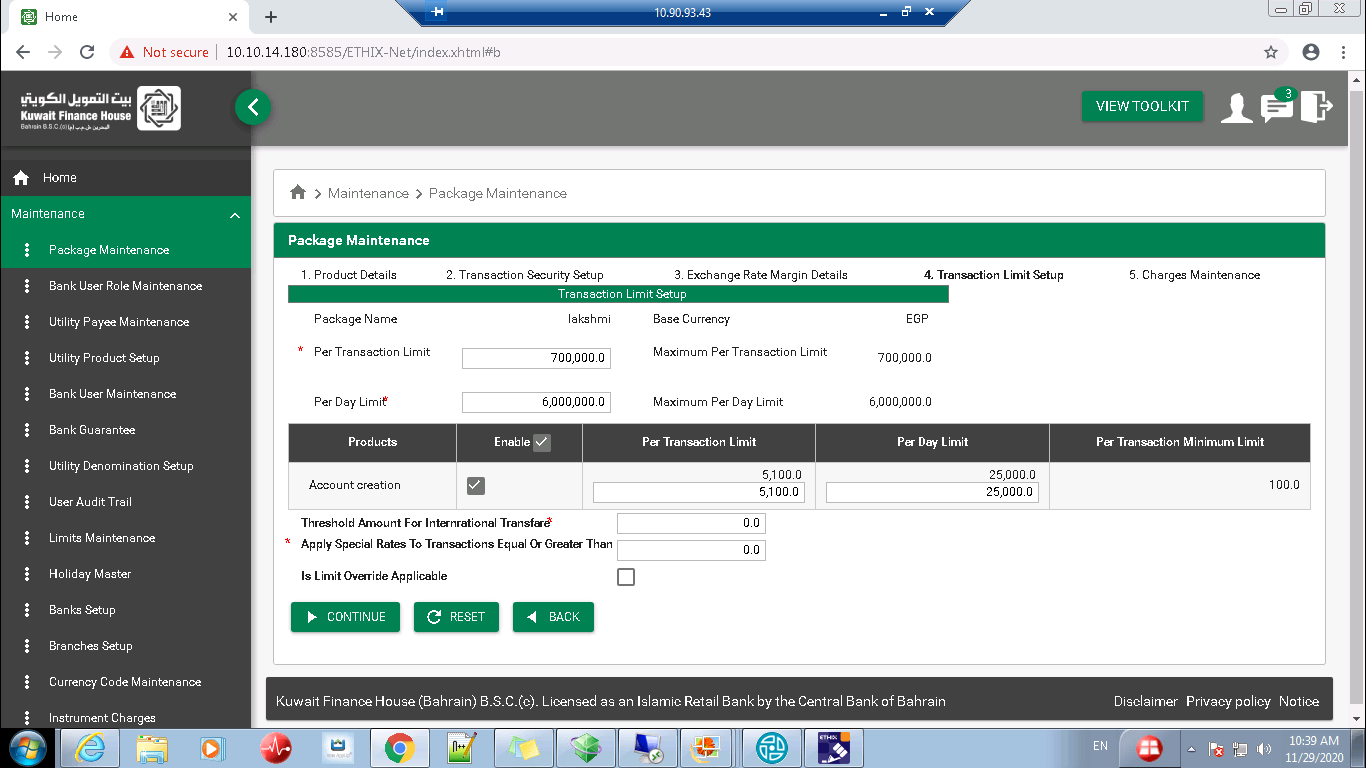 Home
10.90.93.43
Not secure
10.10.14.180:8585/ETHIX-Net/index.xhtml#b
بيت التمويل الكويتي
Kuwait Finance House
VIEW TOOLKIT
3
Home
Maintenance
Package Maintenance
Bank User Role Maintenance
Utility Payee Maintenance
Utility Product Setup
Bank User Maintenance
Bank Guarantee
Utility Denomination Setup
User Audit Trail
Limits Maintenance
Holiday Master
Banks Setup
Branches Setup
Currency Code Maintenance
Instrument Charges
Maintenance > Package Maintenance
Package Maintenance
1. Product Details 2. Transaction Security Setup 3. Exchange Rate Margin Details 4. Transaction Limit Setup 5. Charges Maintenance
Transaction Limit Setup
Package Name lakshmi Base Currency EGP
* Per Transaction Limit 700,000.0 Maximum Per Transaction Limit 700,000.0
Per Day Limit* 6,000,000.0 Maximum Per Day Limit 6,000,000.0
Products Enable Per Transaction Limit Per Day Limit Per Transaction Minimum Limit
5,100.0 25,000.0
Account creation 5,100.0 25,000.0 100.0
Threshold Amount For Internrational Transfare* 0.0
* Apply Special Rates To Transactions Equal Or Greater Than 0.0
Is Limit Override Applicable
CONTINUE RESET BACK
Kuwait Finance House (Bahrain) B.S.C.(c). Licensed as an Islamic Retail Bank by the Central Bank of Bahrain
Disclaimer Privacy policy Notice
EN
10:39 AM
11/29/2020